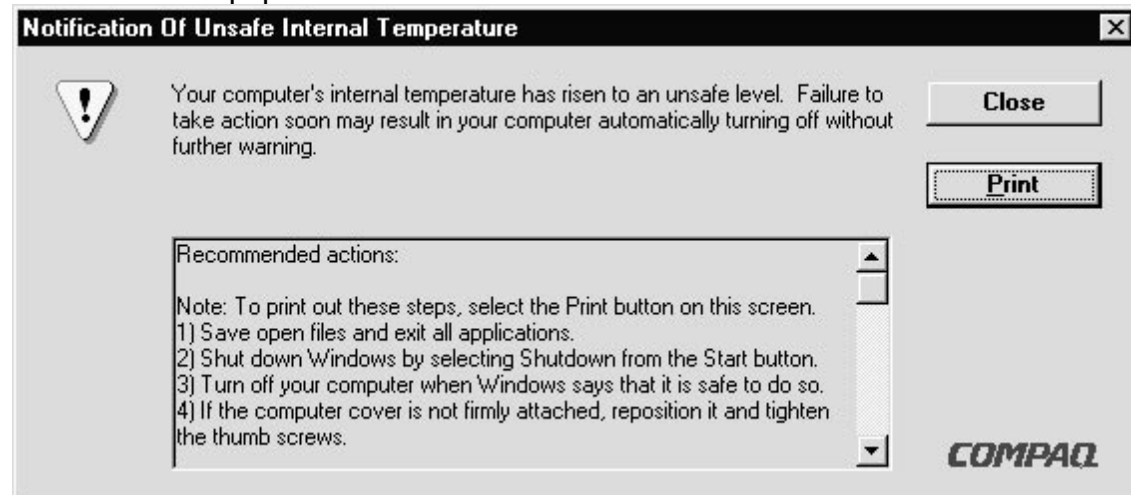 Notification Of Unsafe Internal Temperature
Your computer's internal temperature has risen to an unsafe level. Failure to
take action soon may result in your computer automatically turning off without
further warning.
Close
Print
Recommended actions:
Note: To print out these steps, select the Print button on this screen.
1) Save open files and exit all applications.
2) Shut down Windows by selecting Shutdown from the Start button.
3) Turn off your computer when Windows says that it is safe to do so.
4) If the computer cover is not firmly attached, reposition it and tighten
the thumb screws.
COMPAQ